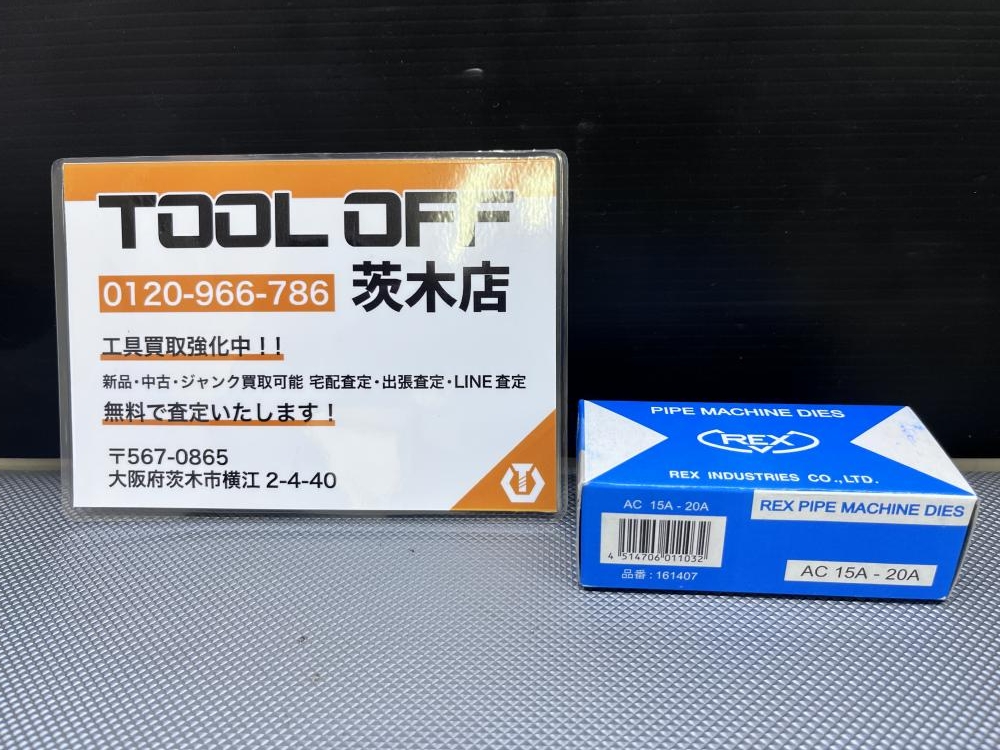 TOOL OFF
0120-966-786 茨木店
工具買取強化中！！
新品・中古・ジャンク買取可能 宅配査定・出張査定・LINE査定
無料で査定いたします！
〒567-0865
大阪府茨木市横江 2-4-40
PIPE MACHINE DIES
REX
REX INDUSTRIES CO.,LTD.
AC 15A - 20A
4 514706 011032
品番 : 161407
REX PIPE MACHINE DIES
AC 15A - 20A